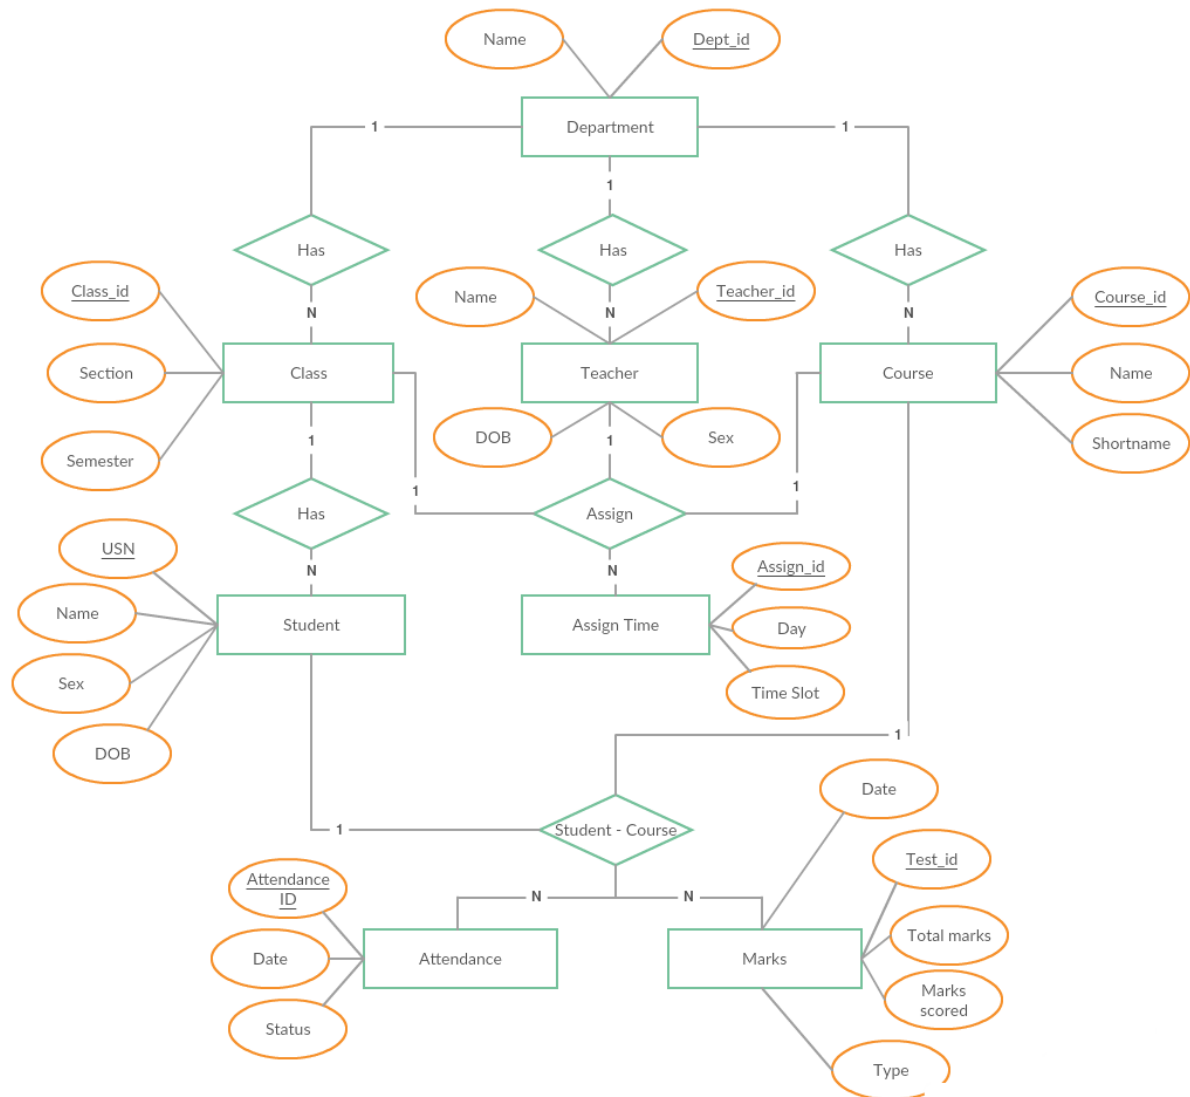 Name
Dept_id
Department
1
1
1
Has
Has
Has
Class_id
Name
Teacher_id
Course_id
N
N
N
Section
Class
Teacher
Course
Name
DOB
Sex
Shortname
Semester
1
1
1
1
Has
Assign
USN
N
N
Assign_id
Name
Student
Assign Time
Day
Sex
Time Slot
DOB
1
Date
1
Student - Course
Test_id
Attendance
ID
N
N
Total marks
Date
Attendance
Marks
Marks
scored
Status
Type